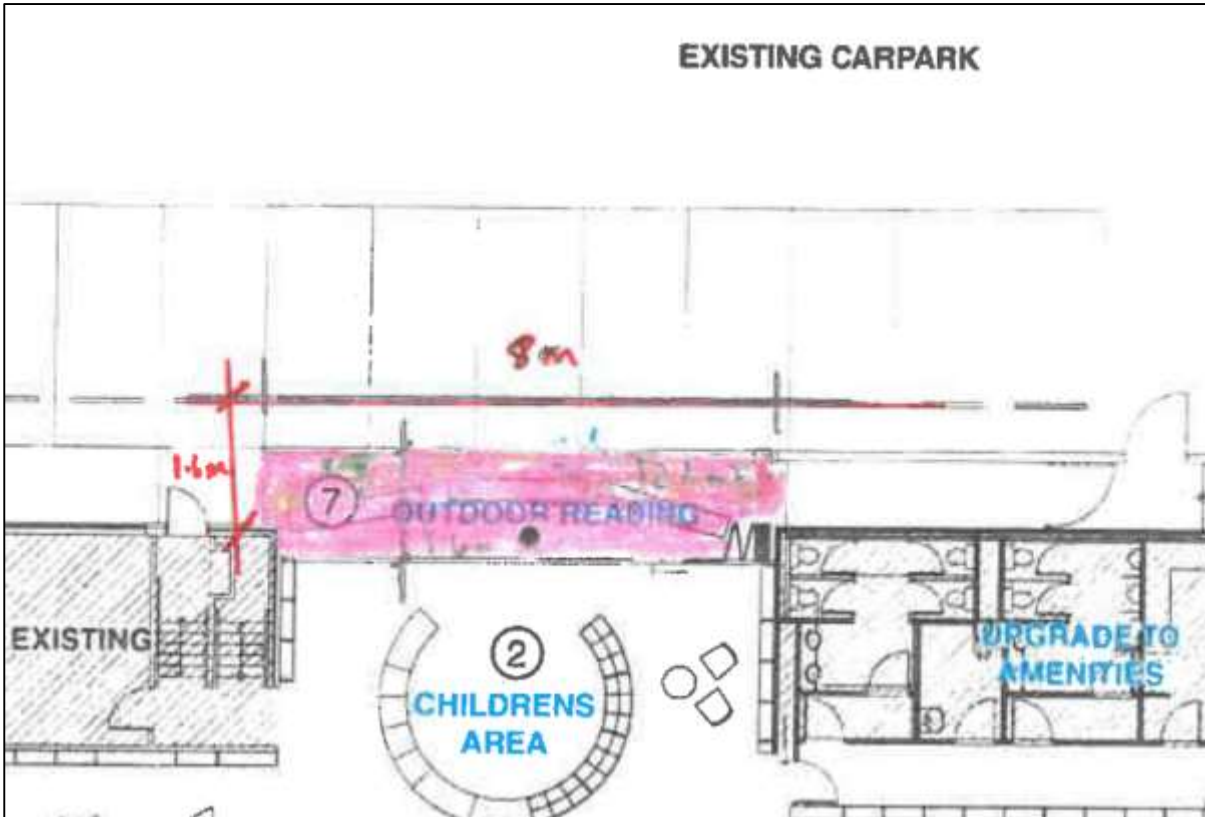 EXISTING CARPARK
8m
1.6m
7
OUTDOOR READING
EXISTING
2
CHILDRENS
AREA
UPGRADE TO
AMENITIES